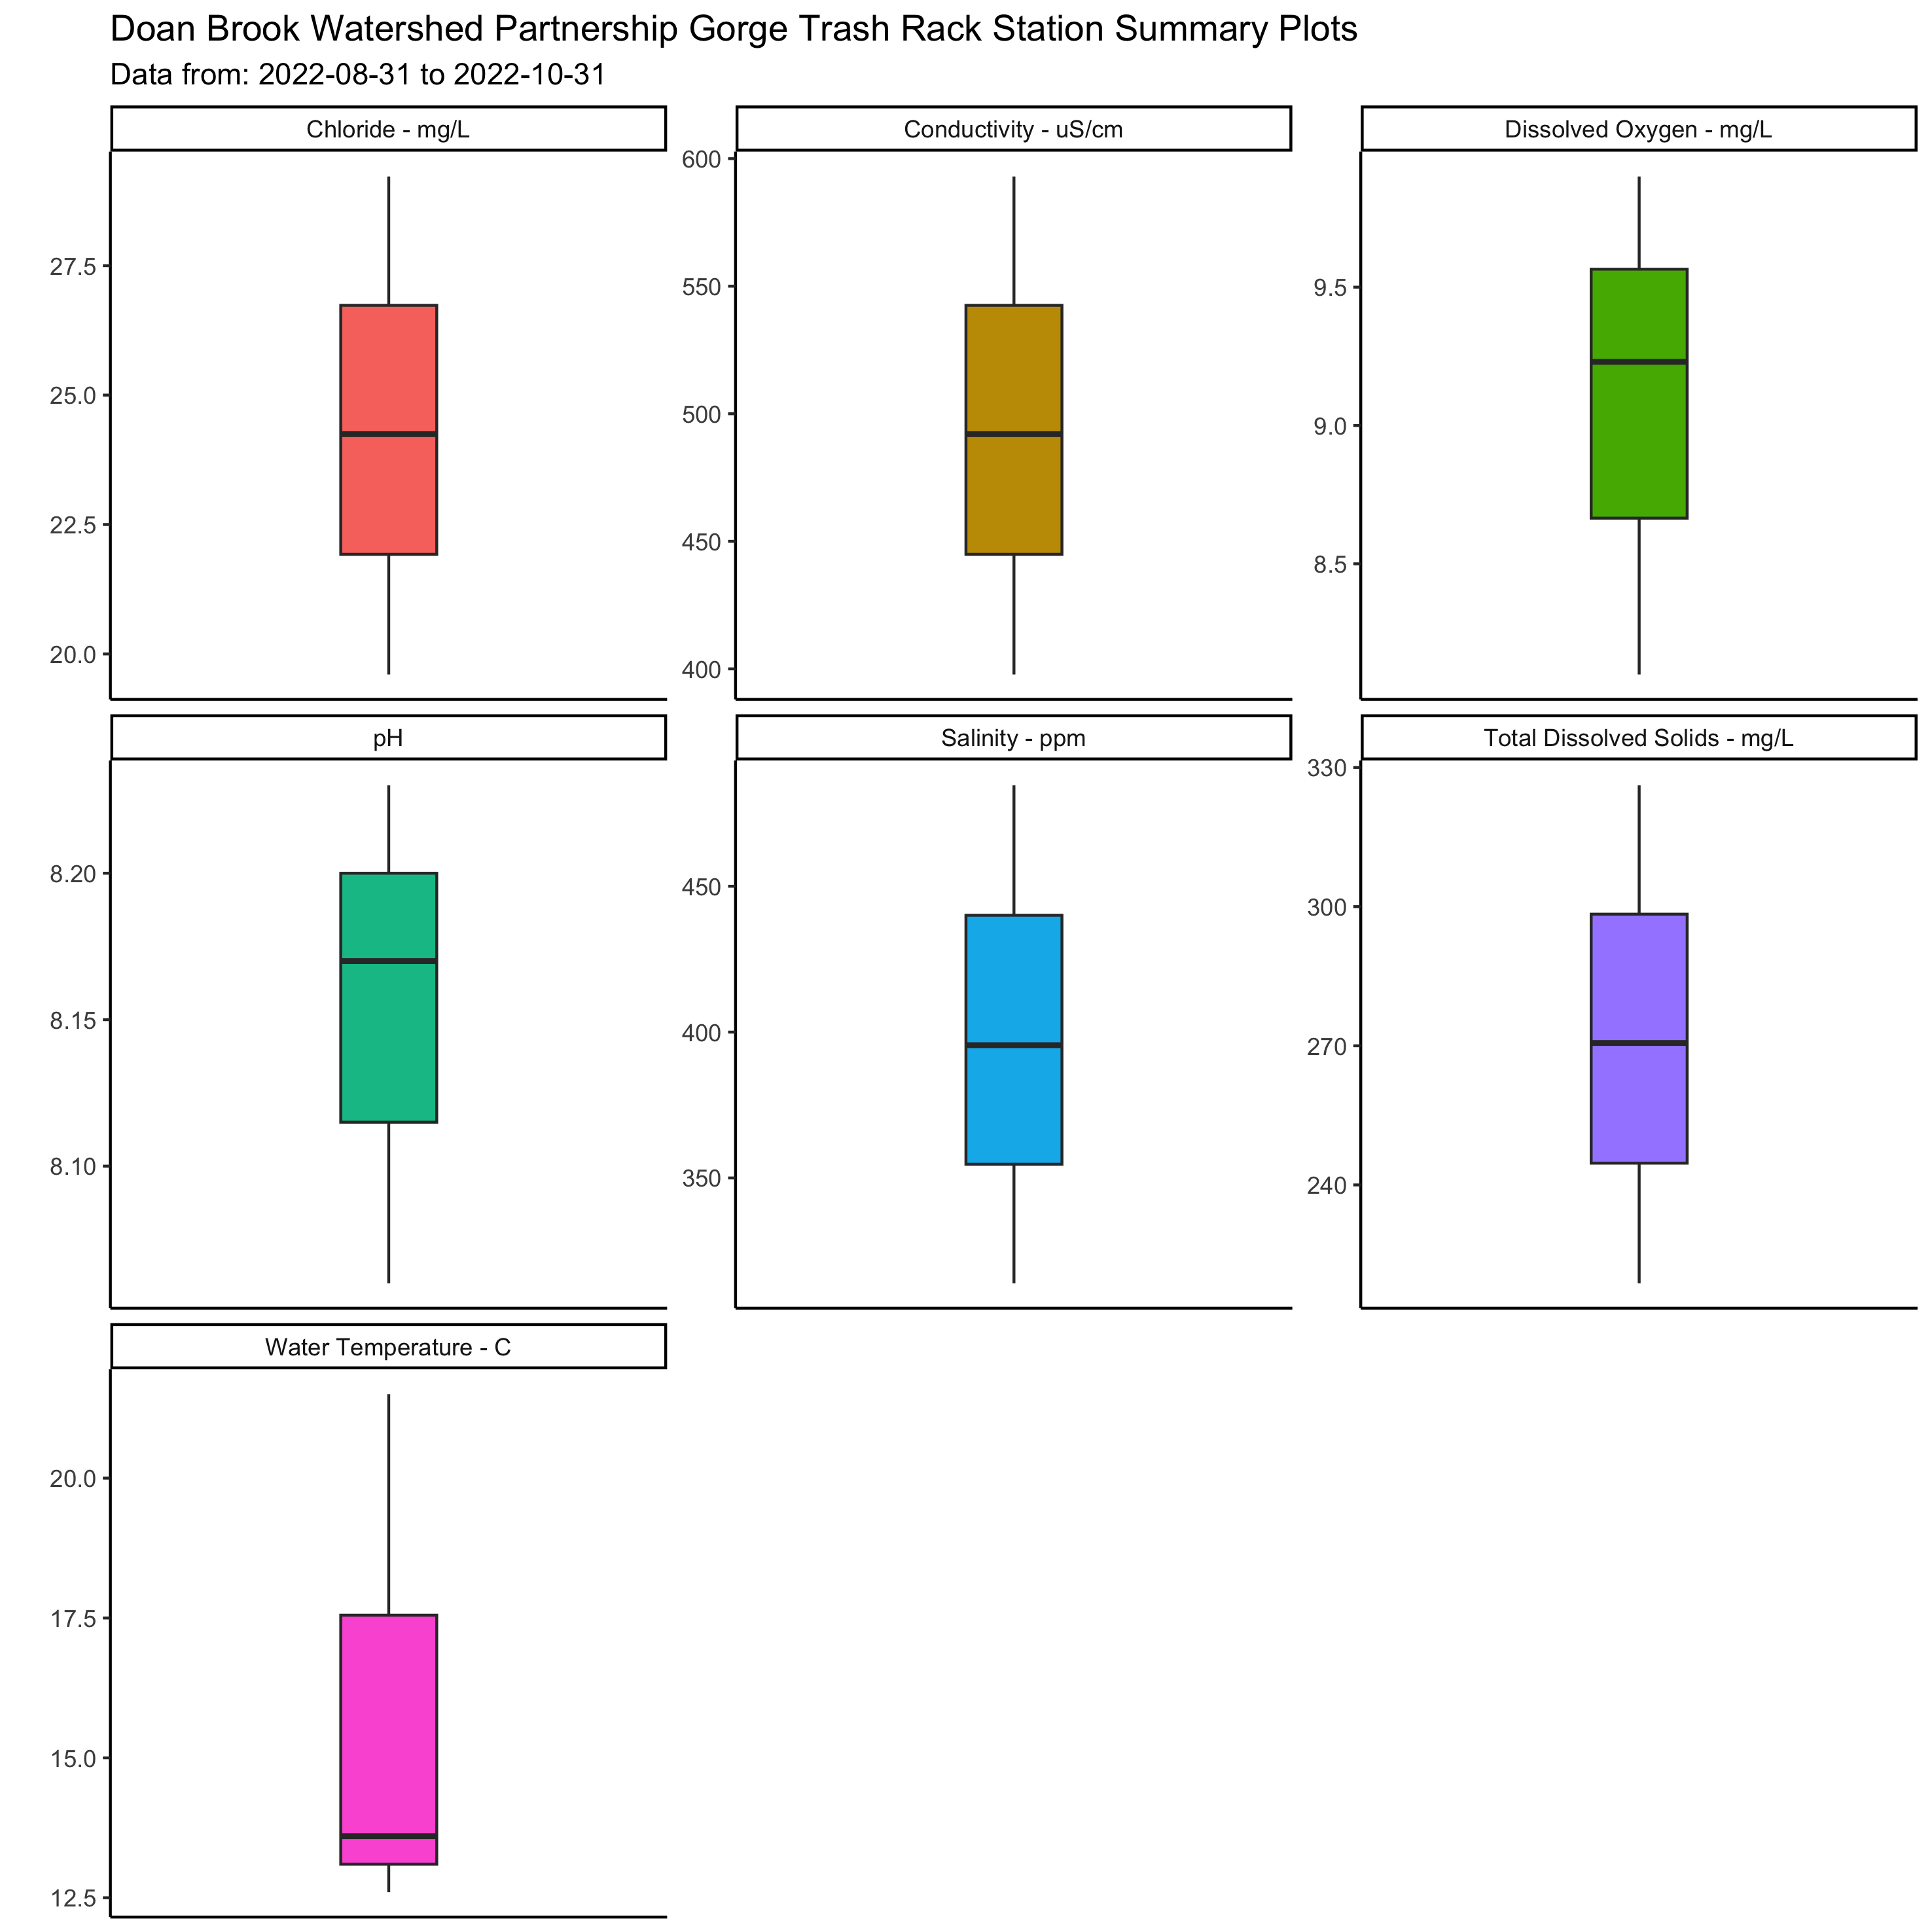 Doan Brook Watershed Partnership Gorge Trash Rack Station Summary Plots
Data from: 2022-08-31 to 2022-10-31
Chloride - mg/L
27.5
25.0
22.5
20.0
Conductivity - uS/cm
600
550
500
450
400
Dissolved Oxygen - mg/L
9.5
9.0
8.5
pH
8.20
8.15
8.10
Salinity - ppm
450
400
350
Total Dissolved Solids - mg/L
330
300
270
240
Water Temperature - C
20.0
17.5
15.0
12.5